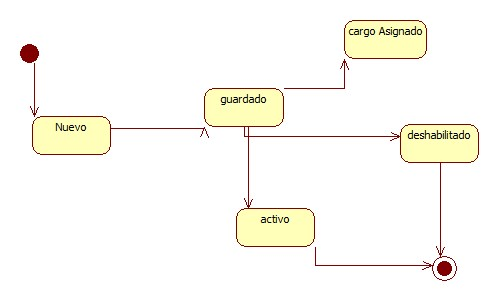 cargo Asignado
guardado
Nuevo
deshabilitado
activo